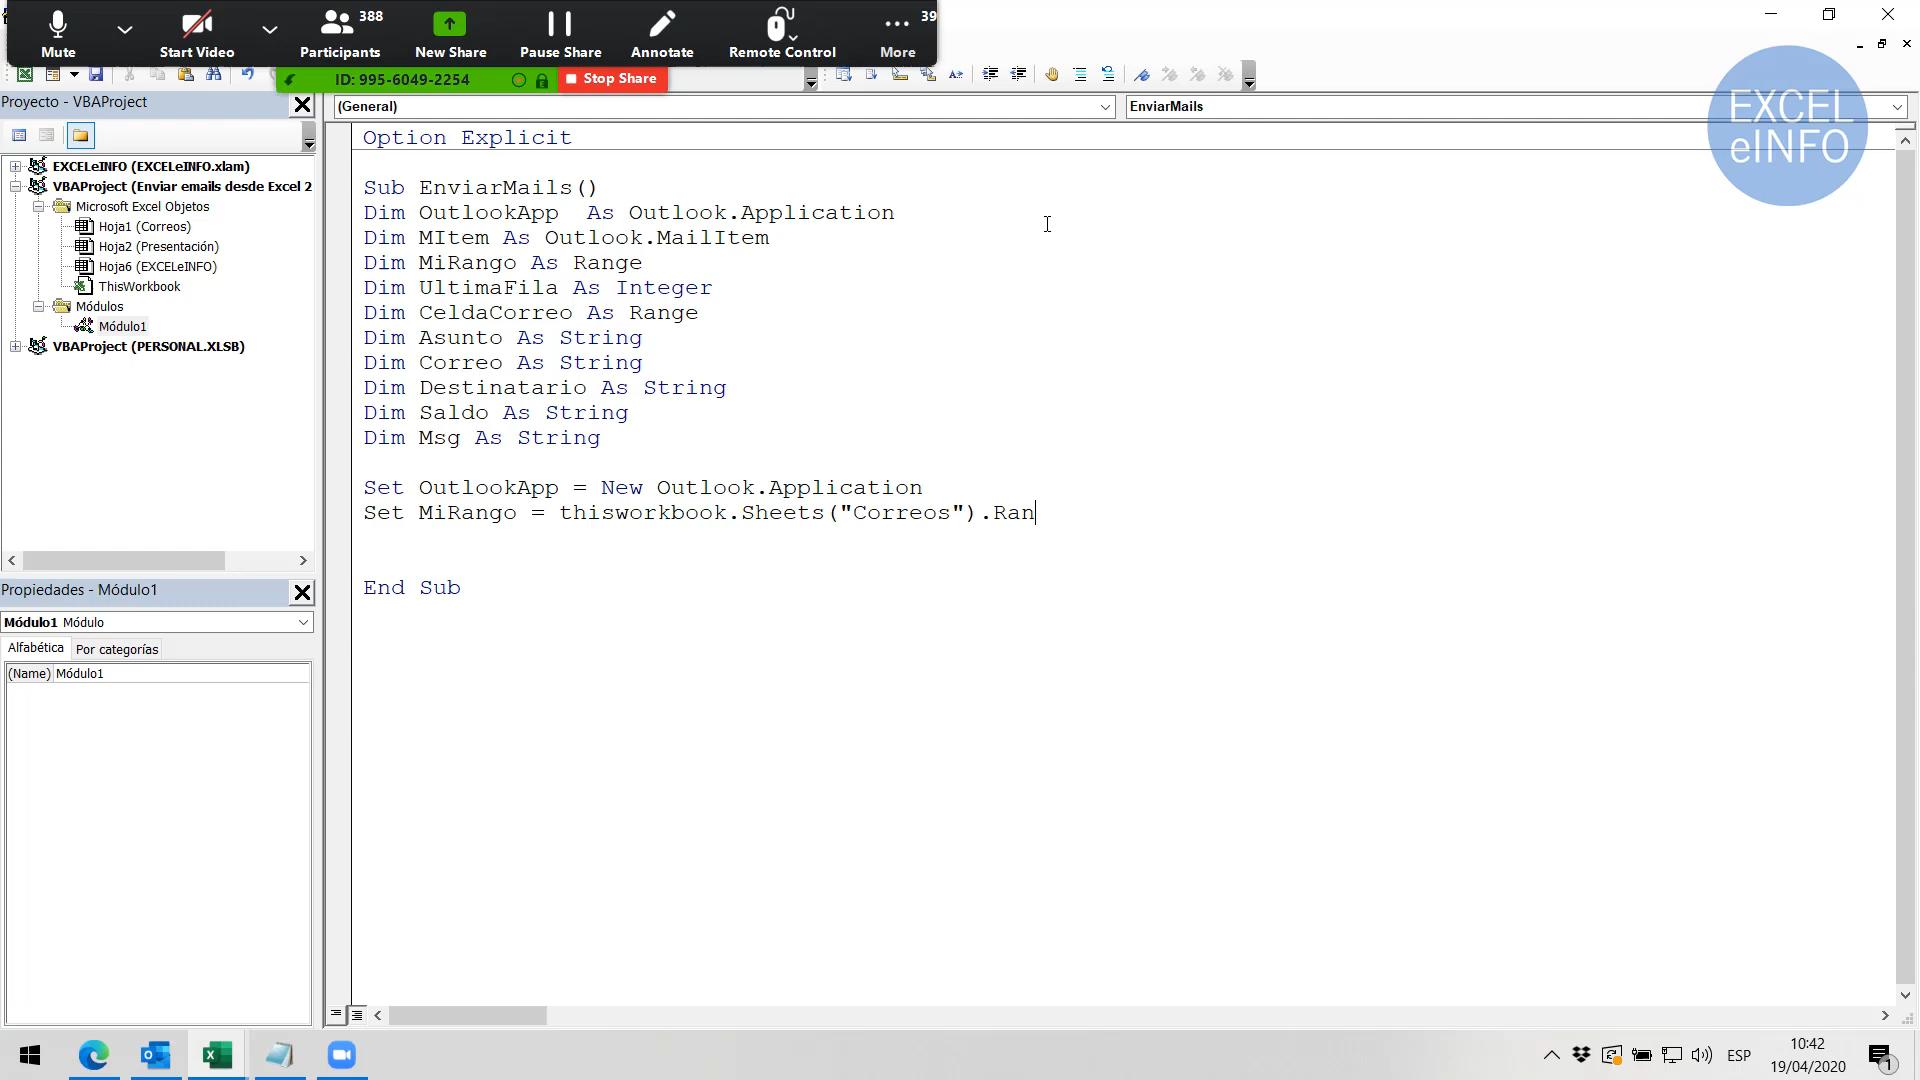 388
39
Mute
Start Video
Participants
New Share
Pause Share
Annotate
Remote Control
More
ID: 995-6049-2254
Stop Share
Proyecto - VBAProject
(General)
EnviarMails
EXCEL
eINFO
EXCELeINFO (EXCELeINFO.xlam)
VBAProject (Enviar emails desde Excel 2
Microsoft Excel Objetos
Hoja1 (Correos)
Hoja2 (Presentación)
Hoja6 (EXCELeINFO)
ThisWorkbook
Módulos
Módulo1
VBAProject (PERSONAL.XLSB)
Option Explicit
Sub EnviarMails()
Dim OutlookApp  As Outlook.Application
Dim MItem As Outlook.MailItem
Dim MiRango As Range
Dim UltimaFila As Integer
Dim CeldaCorreo As Range
Dim Asunto As String
Dim Correo As String
Dim Destinatario As String
Dim Saldo As String
Dim Msg As String
Set OutlookApp = New Outlook.Application
Set MiRango = thisworkbook.Sheets("Correos").Ran
End Sub
Propiedades - Módulo1
Módulo1 Módulo
Alfabética Por categorías
(Name) Módulo1
ESP
10:42
19/04/2020
1